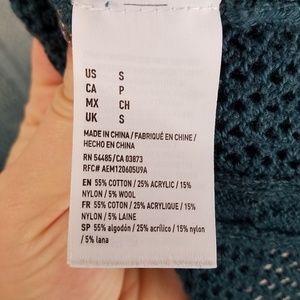 US S
CA P
MX CH
UK S
MADE IN CHINA / FABRIQUÉ EN CHINE /
HECHO EN CHINA
RN 54485/CA 03873
RFC# AEM120605U9A
EN 55% COTTON / 25% ACRYLIC / 15%
NYLON / 5% WOOL
FR 55% COTON / 25% ACRYLIQUE / 15%
NYLON / 5% LAINE
SP 55% algodón / 25% acrílico / 15% nylon
/ 5% lana